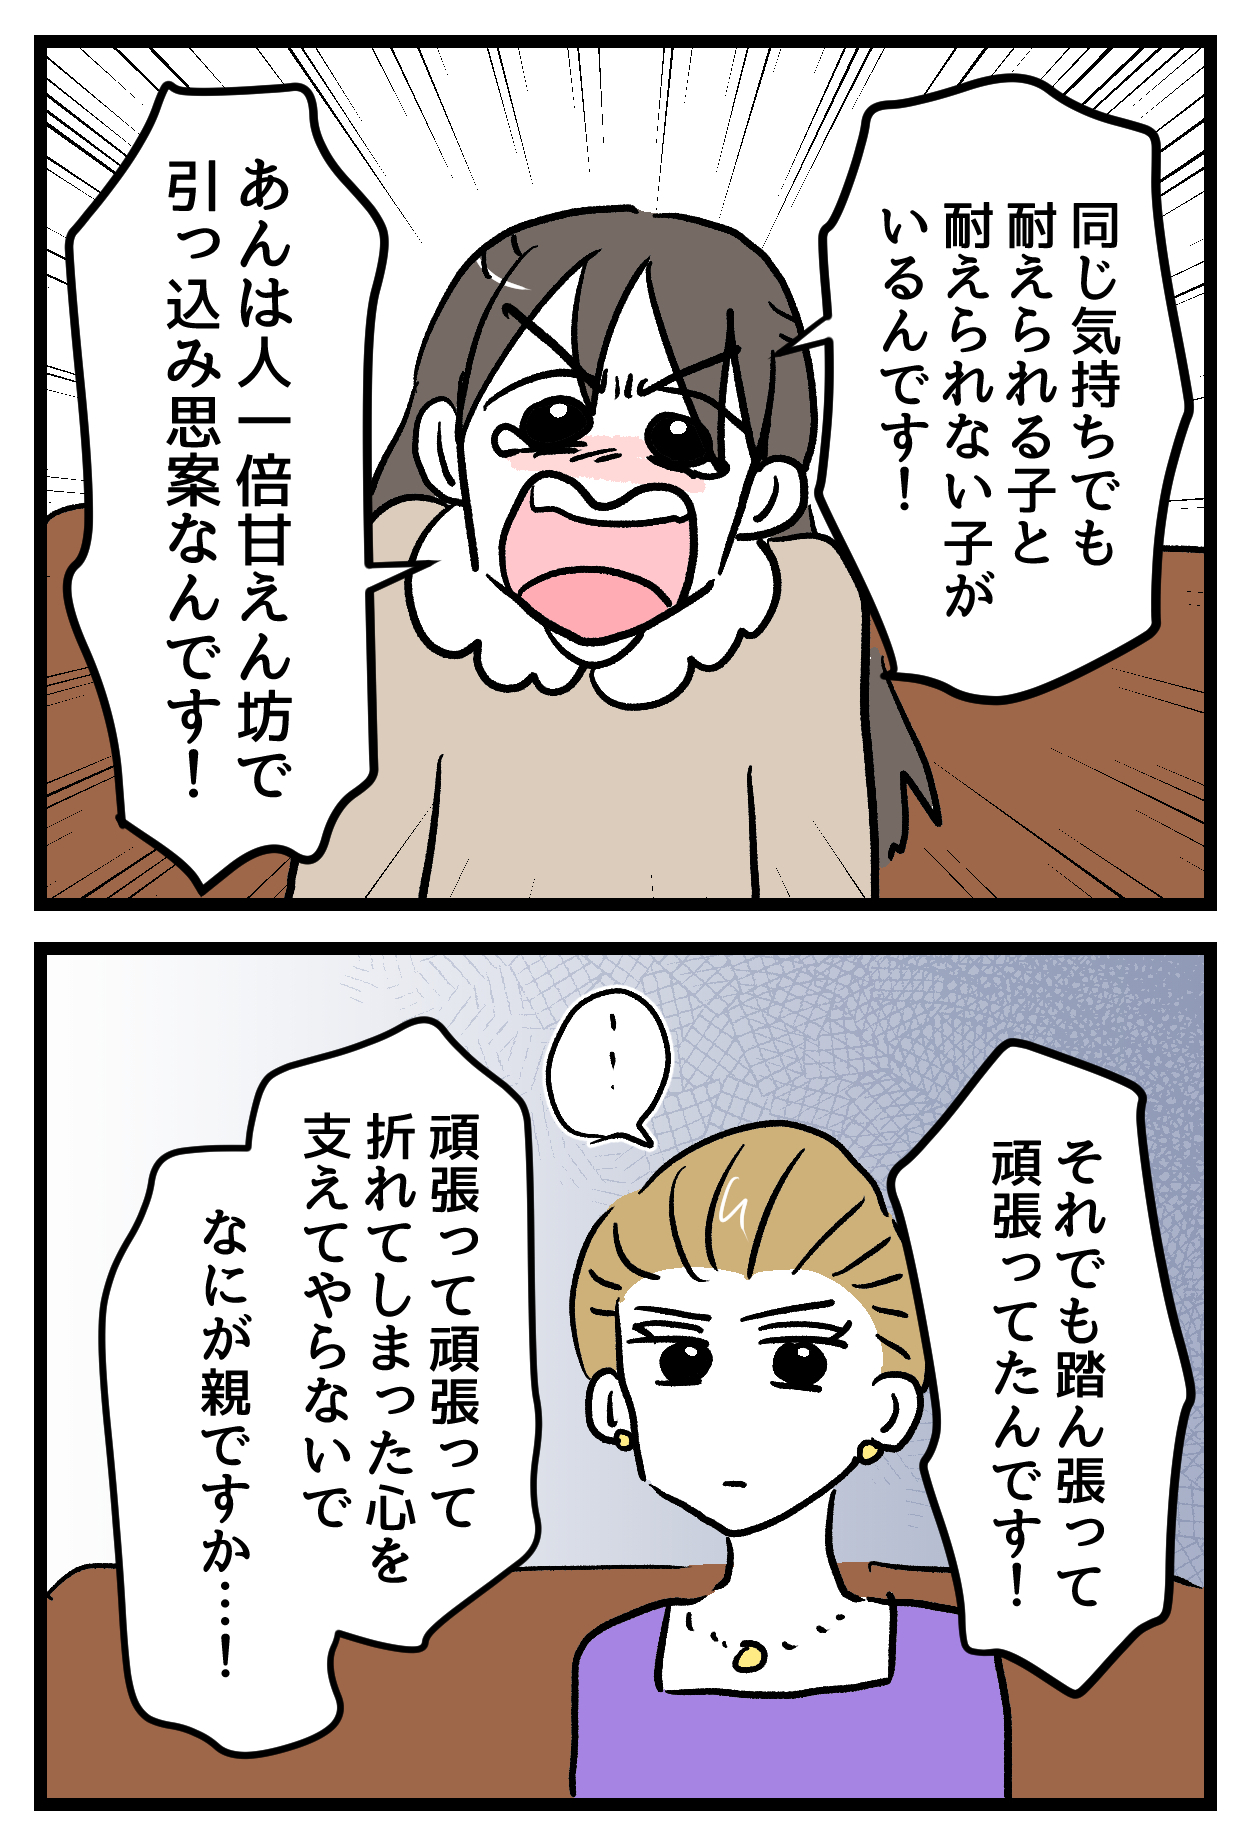 同じ気持ちでも
耐えられる子と
耐えられない子が
いるんです！
あんは人一倍甘えん坊で
引っ込み思案なんです！
それでも踏ん張って
頑張ってたんです！
…
頑張って頑張って
折れてしまった心を
支えてやらないで
なにが親ですか…！